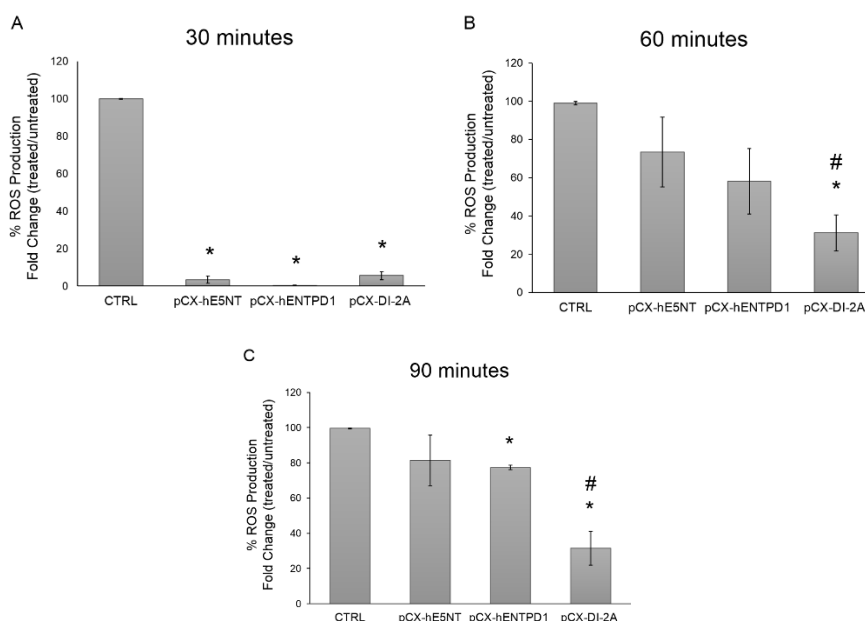 A
30 minutes
% ROS Production
Fold Change (treated/untreated)
120
100
80
60
40
20
0
*
*
*
CTRL pCX-hE5NT pCX-hENTPD1 pCX-DI-2A
B
60 minutes
% ROS Production
Fold Change (treated/untreated)
120
100
80
60
40
20
0
#
*
CTRL pCX-hE5NT pCX-hENTPD1 pCX-DI-2A
C
90 minutes
% ROS Production
Fold Change (treated/untreated)
120
100
80
60
40
20
0
*
#
*
CTRL pCX-hE5NT pCX-hENTPD1 pCX-DI-2A